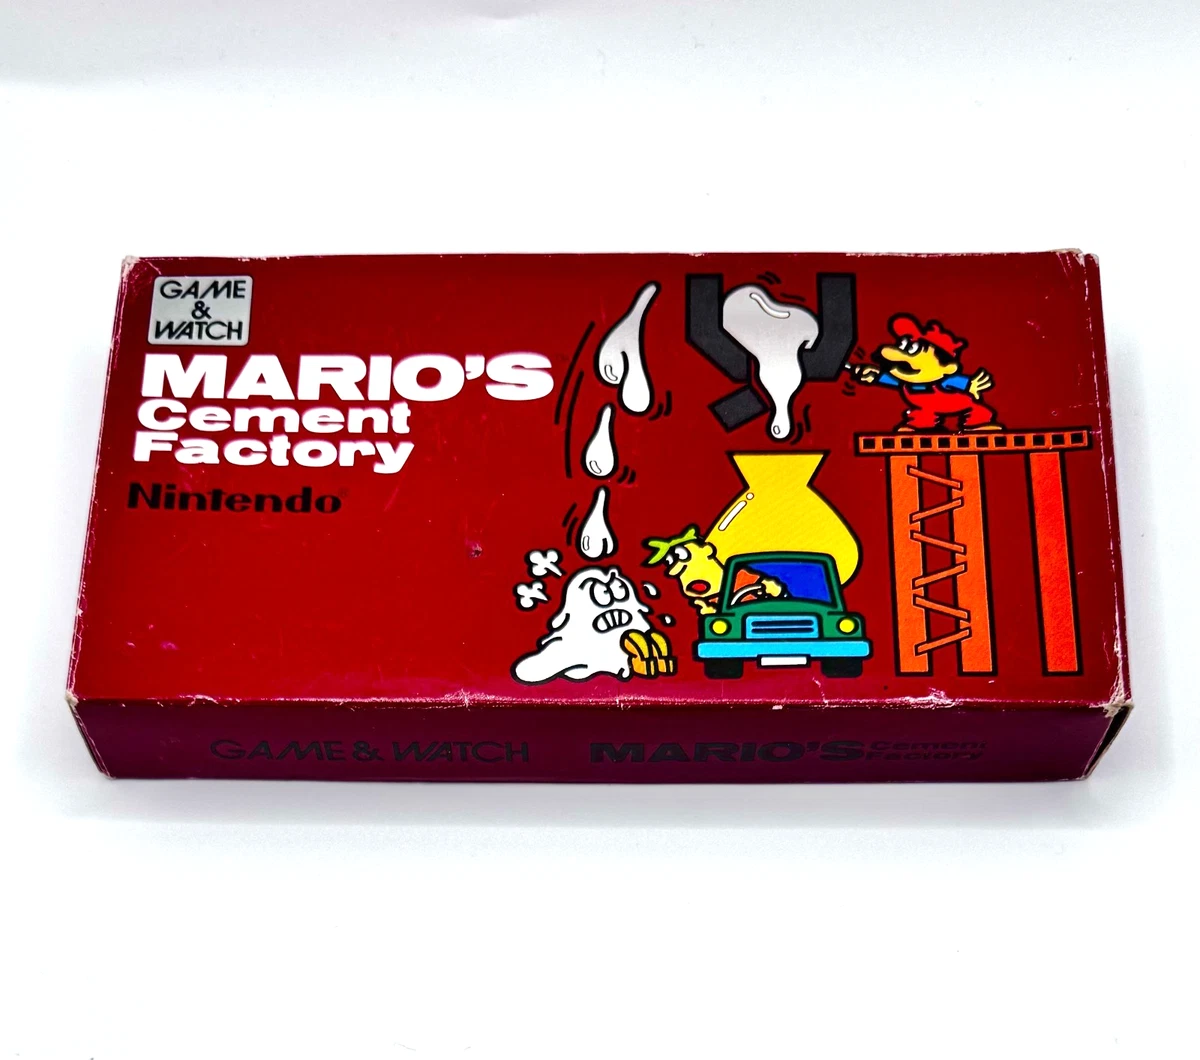 GAME
&
WATCH
MARIO'S
Cement
Factory
Nintendo®
GAME & WATCH MARIO'S Cement
Factory